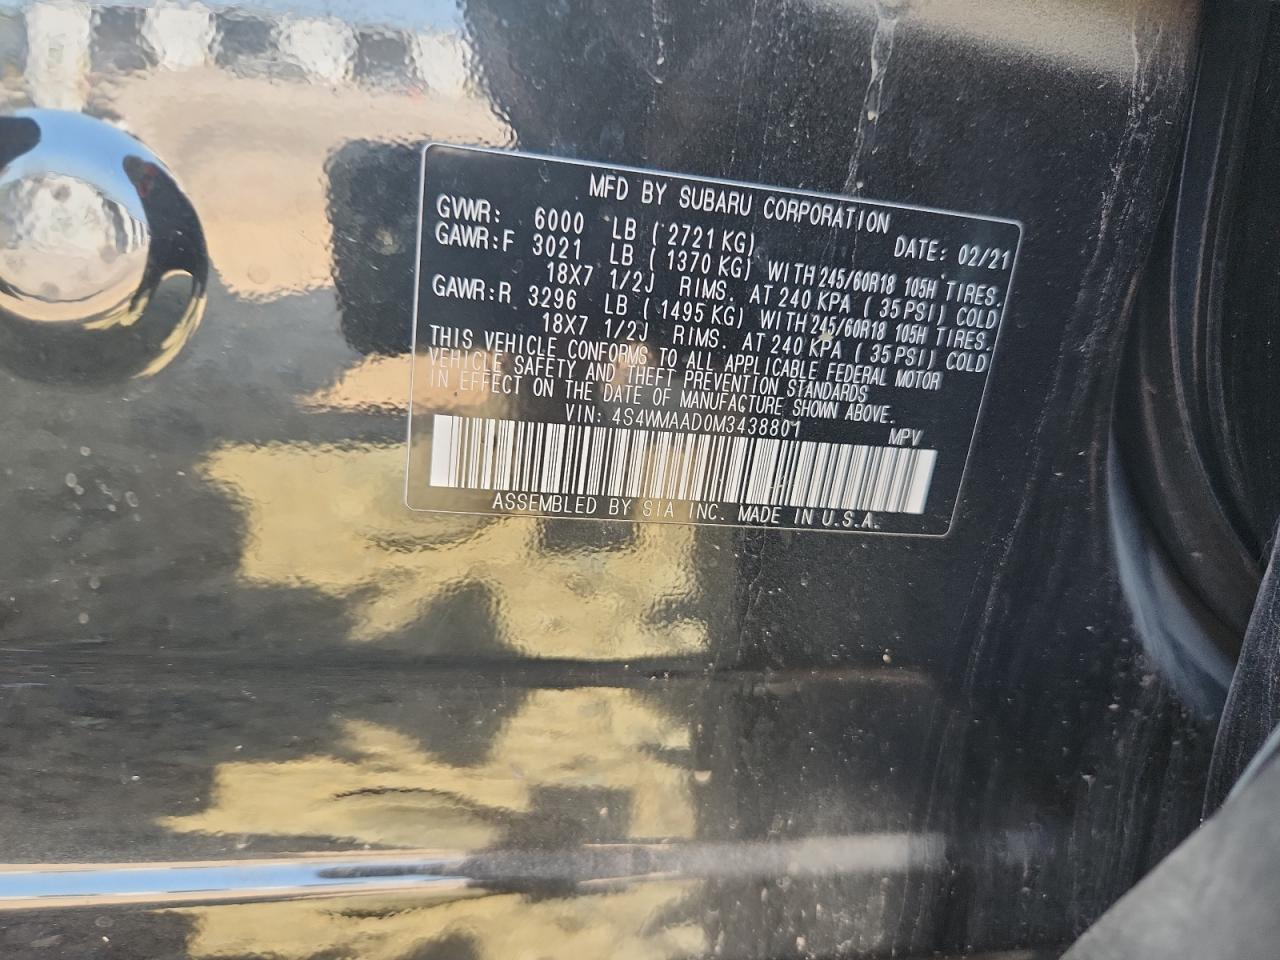 MFD BY SUBARU CORPORATION
DATE: 02/21
GVWR: 6000 LB ( 2721 KG)
GAWR:F 3021 LB ( 1370 KG) WITH 245/60R18 105H TIRES.
18X7 1/2J RIMS. AT 240 KPA ( 35 PSI) COLD
GAWR:R 3296 LB ( 1495 KG) WITH 245/60R18 105H TIRES.
18X7 1/2J RIMS. AT 240 KPA ( 35 PSI) COLD
THIS VEHICLE CONFORMS TO ALL APPLICABLE FEDERAL MOTOR
VEHICLE SAFETY AND THEFT PREVENTION STANDARDS
IN EFFECT ON THE DATE OF MANUFACTURE SHOWN ABOVE.
VIN: 4S4WMAAD0M3438801 MPV
ASSEMBLED BY SIA INC. MADE IN U.S.A.